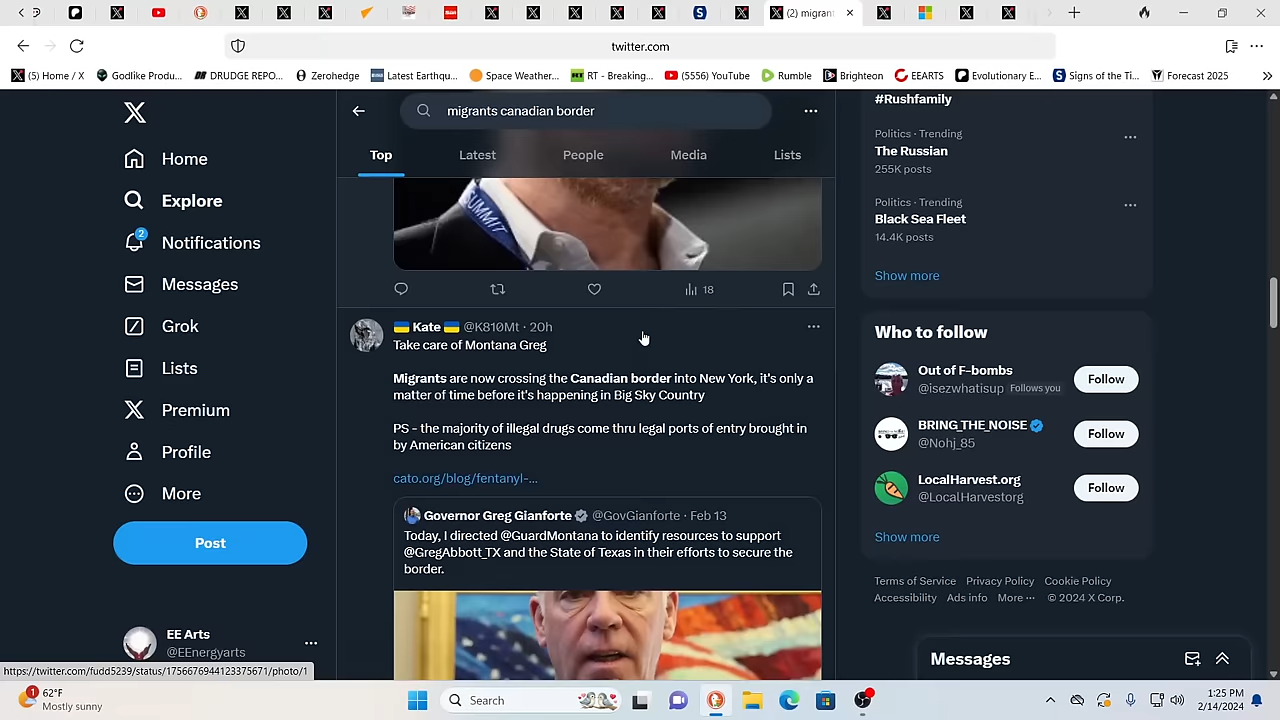 (2) migran
twitter.com
(5) Home / X
Godlike Produ...
DRUDGE REPO...
Zerohedge
Latest Earthqu...
Space Weather...
RT - Breaking...
(5556) YouTube
Rumble
Brighteon
EEARTS
Evolutionary E...
Signs of the Ti...
Forecast 2025
Home
Explore
2
Notifications
Messages
Grok
Lists
Premium
Profile
More
Post
EE Arts
@EEnergyarts
https://twitter.com/fudd5239/status/1756676944123375671/photo/1
migrants canadian border
Top
Latest
People
Media
Lists
SUMM17
18
Kate @K810Mt · 20h
Take care of Montana Greg
Migrants are now crossing the Canadian border into New York, it's only a
matter of time before it's happening in Big Sky Country
PS - the majority of illegal drugs come thru legal ports of entry brought in
by American citizens
cato.org/blog/fentanyl-...
Governor Greg Gianforte @GovGianforte · Feb 13
Today, I directed @GuardMontana to identify resources to support
@GregAbbott_TX and the State of Texas in their efforts to secure the
border.
#Rushfamily
Politics · Trending
The Russian
255K posts
Politics · Trending
Black Sea Fleet
14.4K posts
Show more
Who to follow
Out of F-bombs
@isezwhatisup Follows you
Follow
BRING_THE_NOISE
@Nohj_85
Follow
LocalHarvest.org
@LocalHarvestorg
Follow
Show more
Terms of Service Privacy Policy Cookie Policy
Accessibility Ads info More ··· © 2024 X Corp.
Messages
1
62°F
Mostly sunny
Search
1:25 PM
2/14/2024